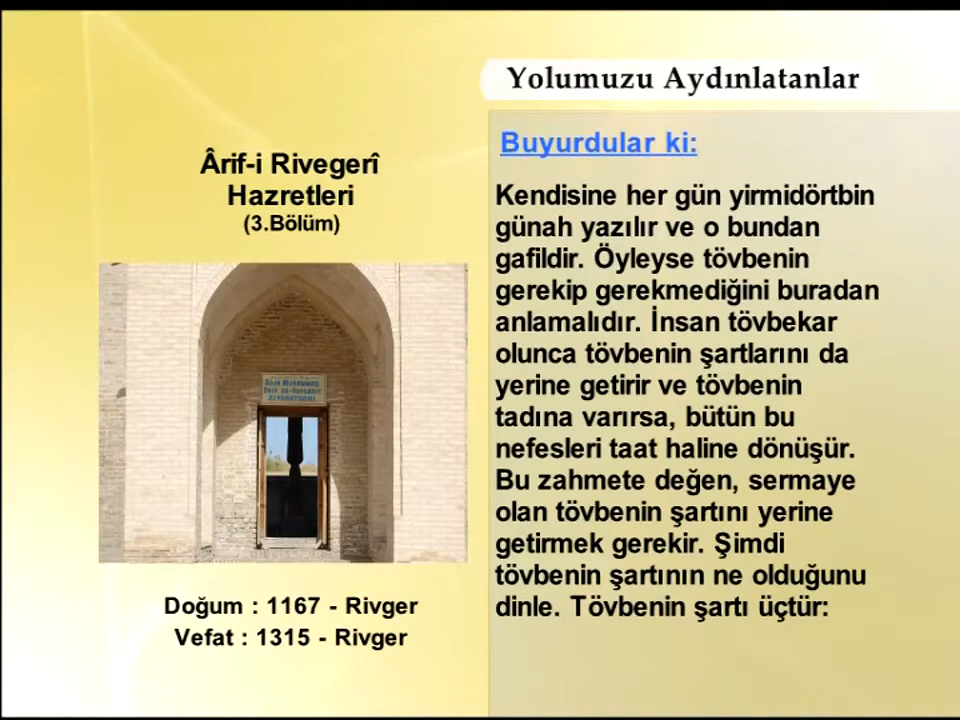 Yolumuzu Aydınlatanlar
Ârif-i Rivegerî
Hazretleri
(3.Bölüm)
Doğum : 1167 - Rivger
Vefat : 1315 - Rivger
Buyurdular ki:
Kendisine her gün yirmidörtbin
günah yazılır ve o bundan
gafildir. Öyleyse tövbenin
gerekip gerekmediğini buradan
anlamalıdır. İnsan tövbekar
olunca tövbenin şartlarını da
yerine getirir ve tövbenin
tadına varırsa, bütün bu
nefesleri taat haline dönüşür.
Bu zahmete değen, sermaye
olan tövbenin şartını yerine
getirmek gerekir. Şimdi
tövbenin şartının ne olduğunu
dinle. Tövbenin şartı üçtür: